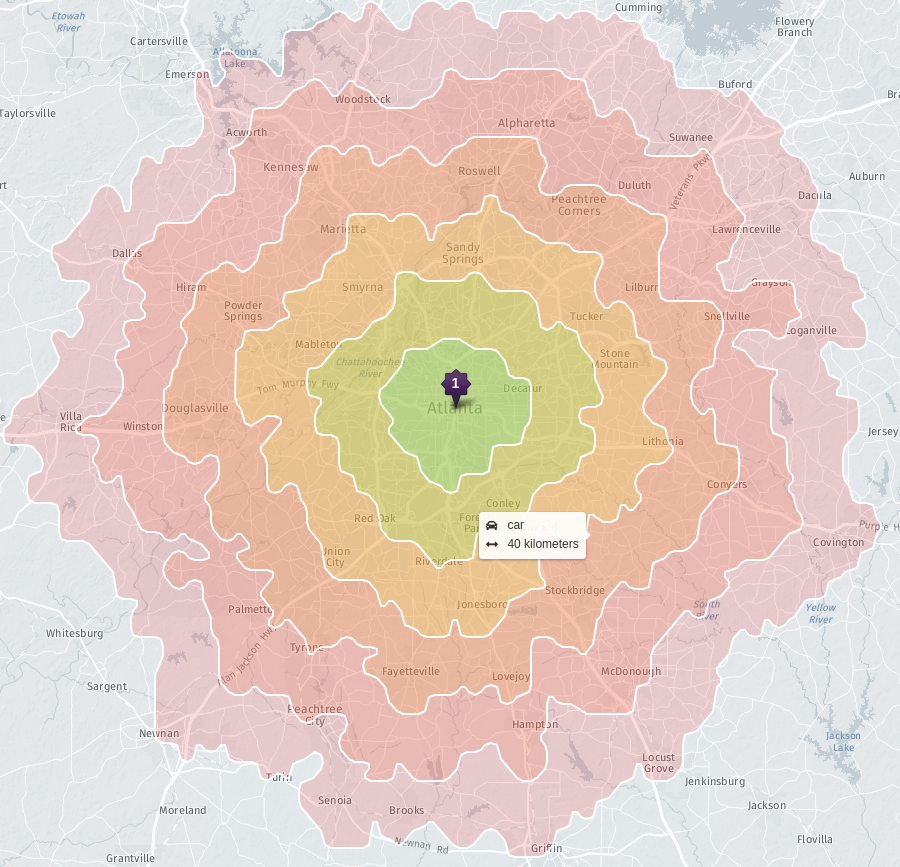 Cumming
Etowah
River
Flowery
Branch
Cartersville
Allatoona
Lake
Emerson
Buford
Woodstock
Taylorsville
Alpharetta
Acworth
Suwanee
Kennesaw
Roswell
Veterans Pkwy
Auburn
Duluth
Dacula
Peachtree
Corners
Marietta
Lawrenceville
Dallas
Sandy
Springs
Grayson
Hiram
Smyrna
Lilburn
Powder
Springs
Tucker
Snellville
Loganville
Mableton
Stone
Mountain
Chattahoochee
River
1
Tom Murphy Fwy
Decatur
Atlanta
Douglasville
Villa
Rica
Winston
Jersey
Lithonia
Conyers
Conley
Red Oak
car
40 kilometers
Covington
Union
City
Riverdale
Stockbridge
Jonesboro
Palmetto
South
River
Yellow
River
Whitesburg
Tyrone
Fayetteville
Lovejoy
McDonough
Sargent
Peachtree
City
Hampton
Newnan
Jackson
Lake
Locust
Grove
Turin
Jenksinburg
Senoia
Brooks
Moreland
Jackson
Newnan Rd
Griffin
Flovilla
Grantville